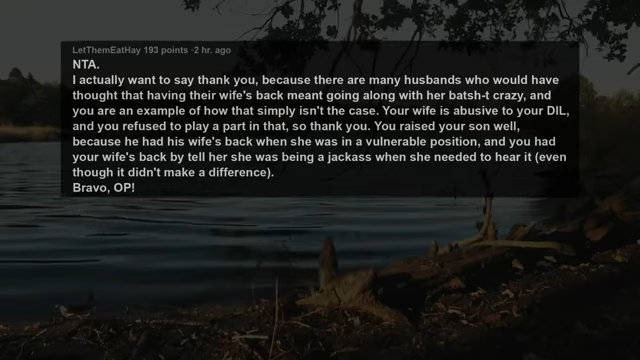 LetThemEatHay 193 points ·2 hr. ago
NTA.
I actually want to say thank you, because there are many husbands who would have
thought that having their wife's back meant going along with her batsh-t crazy, and
you are an example of how that simply isn't the case. Your wife is abusive to your DIL,
and you refused to play a part in that, so thank you. You raised your son well,
because he had his wife's back when she was in a vulnerable position, and you had
your wife's back by tell her she was being a jackass when she needed to hear it (even
though it didn't make a difference).
Bravo, OP!